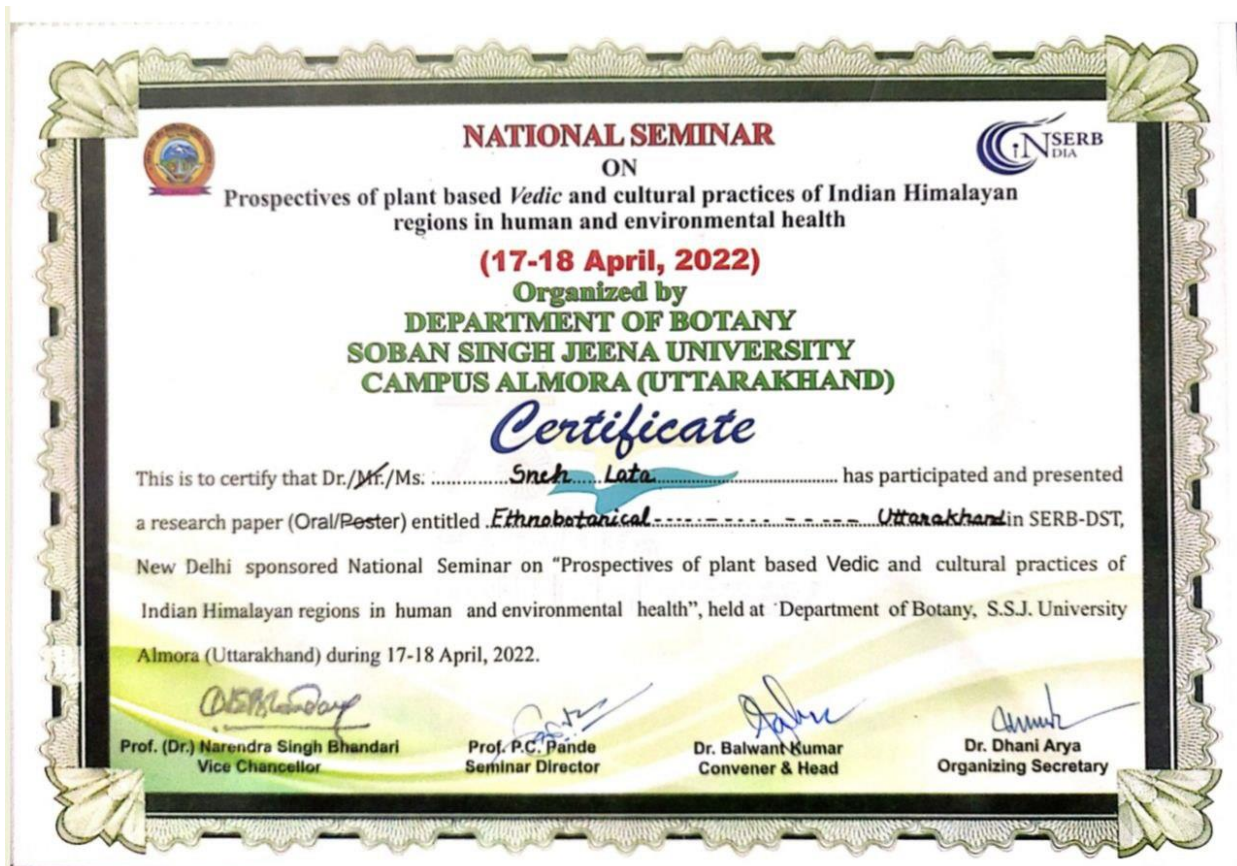 NATIONAL SEMINAR
SERB
INDIA
ON
Prospectives of plant based Vedic and cultural practices of Indian Himalayan
regions in human and environmental health
(17-18 April, 2022)
Organized by
DEPARTMENT OF BOTANY
SOBAN SINGH JEENA UNIVERSITY
CAMPUS ALMORA (UTTARAKHAND)
Certificate
This is to certify that Dr./Mr./Ms: ...............Sneh......Lata................................... has participated and presented
a research paper (Oral/Poster) entitled .Ethnobotanical----.-.–.–.–...-.----- Uttarakhand in SERB-DST,
New Delhi sponsored National Seminar on “Prospectives of plant based Vedic and cultural practices of
Indian Himalayan regions in human and environmental health”, held at Department of Botany, S.S.J. University
Almora (Uttarakhand) during 17-18 April, 2022.
Prof. (Dr.) Narendra Singh Bhandari Prof. P.C. Pande Dr. Balwant Kumar Dr. Dhani Arya
Vice Chancellor Seminar Director Convener & Head Organizing Secretary